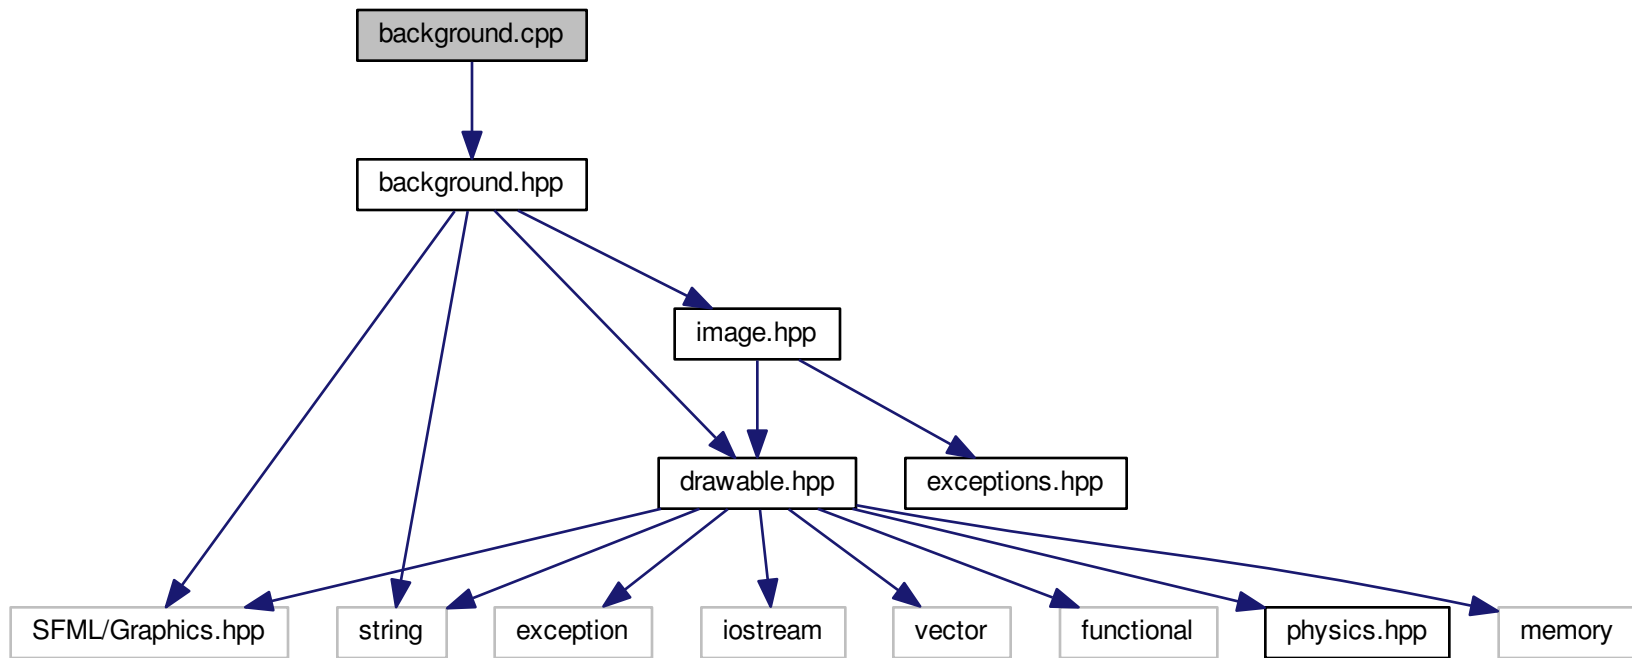 background.cpp
background.hpp
image.hpp
drawable.hpp
exceptions.hpp
SFML/Graphics.hpp
string
exception
iostream
vector
functional
physics.hpp
memory